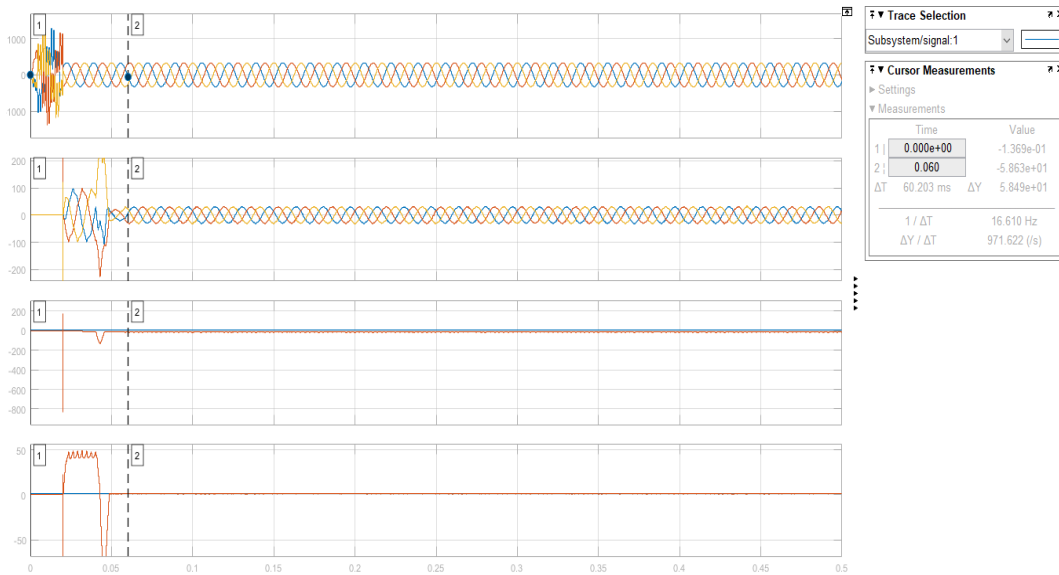 1
2
1000
0
1000
1
2
200
100
0
-100
-200
1
2
200
0
-200
-400
-600
-800
1
2
50
0
-50
0 0.05 0.1 0.15 0.2 0.25 0.3 0.35 0.4 0.45 0.5
Trace Selection
Subsystem/signal:1
Cursor Measurements
Settings
Measurements
Time Value
1 | 0.000e+00 -1.369e-01
2 ¦ 0.060 -5.863e+01
ΔT 60.203 ms ΔY 5.849e+01
1 / ΔT 16.610 Hz
ΔY / ΔT 971.622 (/s)